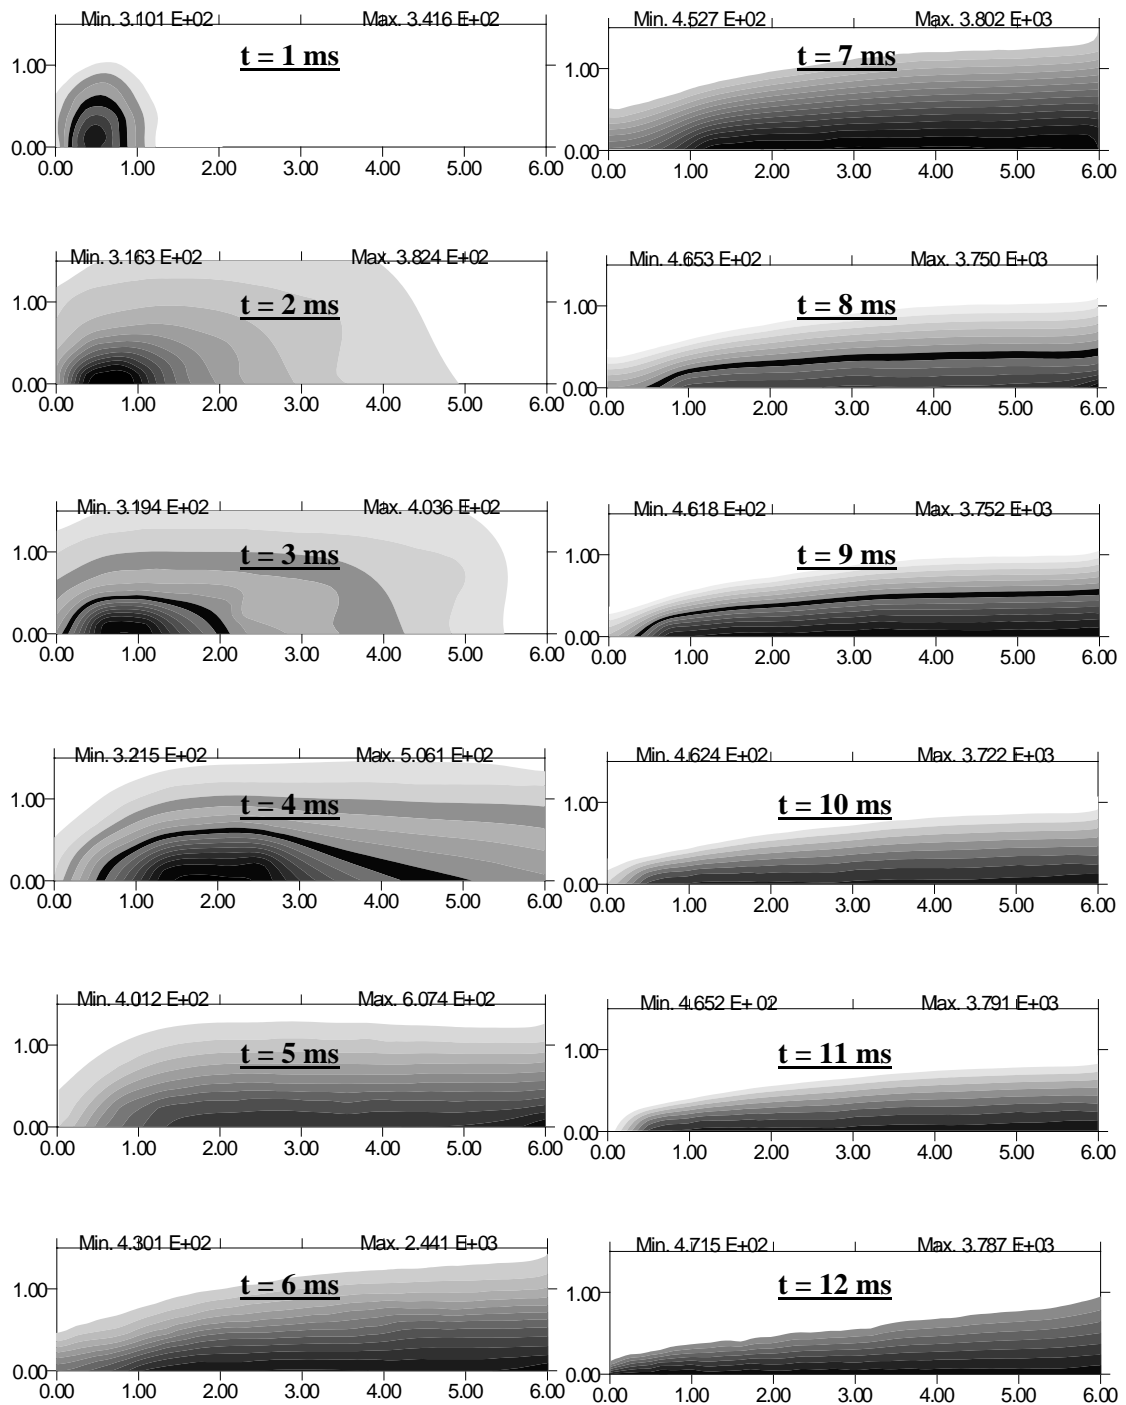 Min. 3.101 E+02 Max. 3.416 E+02
t = 1 ms
1.00
0.00
0.00 1.00 2.00 3.00 4.00 5.00 6.00
Min. 3.163 E+02 Max. 3.824 E+02
t = 2 ms
1.00
0.00
0.00 1.00 2.00 3.00 4.00 5.00 6.00
Min. 3.194 E+02 Max. 4.036 E+02
t = 3 ms
1.00
0.00
0.00 1.00 2.00 3.00 4.00 5.00 6.00
Min. 3.215 E+02 Max. 5.061 E+02
t = 4 ms
1.00
0.00
0.00 1.00 2.00 3.00 4.00 5.00 6.00
Min. 4.012 E+02 Max. 6.074 E+02
t = 5 ms
1.00
0.00
0.00 1.00 2.00 3.00 4.00 5.00 6.00
Min. 4.301 E+02 Max. 2.441 E+03
t = 6 ms
1.00
0.00
0.00 1.00 2.00 3.00 4.00 5.00 6.00
Min. 4.527 E+02 Max. 3.802 E+03
t = 7 ms
1.00
0.00
0.00 1.00 2.00 3.00 4.00 5.00 6.00
Min. 4.653 E+02 Max. 3.750 E+03
t = 8 ms
1.00
0.00
0.00 1.00 2.00 3.00 4.00 5.00 6.00
Min. 4.618 E+02 Max. 3.752 E+03
t = 9 ms
1.00
0.00
0.00 1.00 2.00 3.00 4.00 5.00 6.00
Min. 4.624 E+02 Max. 3.722 E+03
t = 10 ms
1.00
0.00
0.00 1.00 2.00 3.00 4.00 5.00 6.00
Min. 4.652 E+ 02 Max. 3.791 E+03
t = 11 ms
1.00
0.00
0.00 1.00 2.00 3.00 4.00 5.00 6.00
Min. 4.715 E+02 Max. 3.787 E+03
t = 12 ms
1.00
0.00
0.00 1.00 2.00 3.00 4.00 5.00 6.00